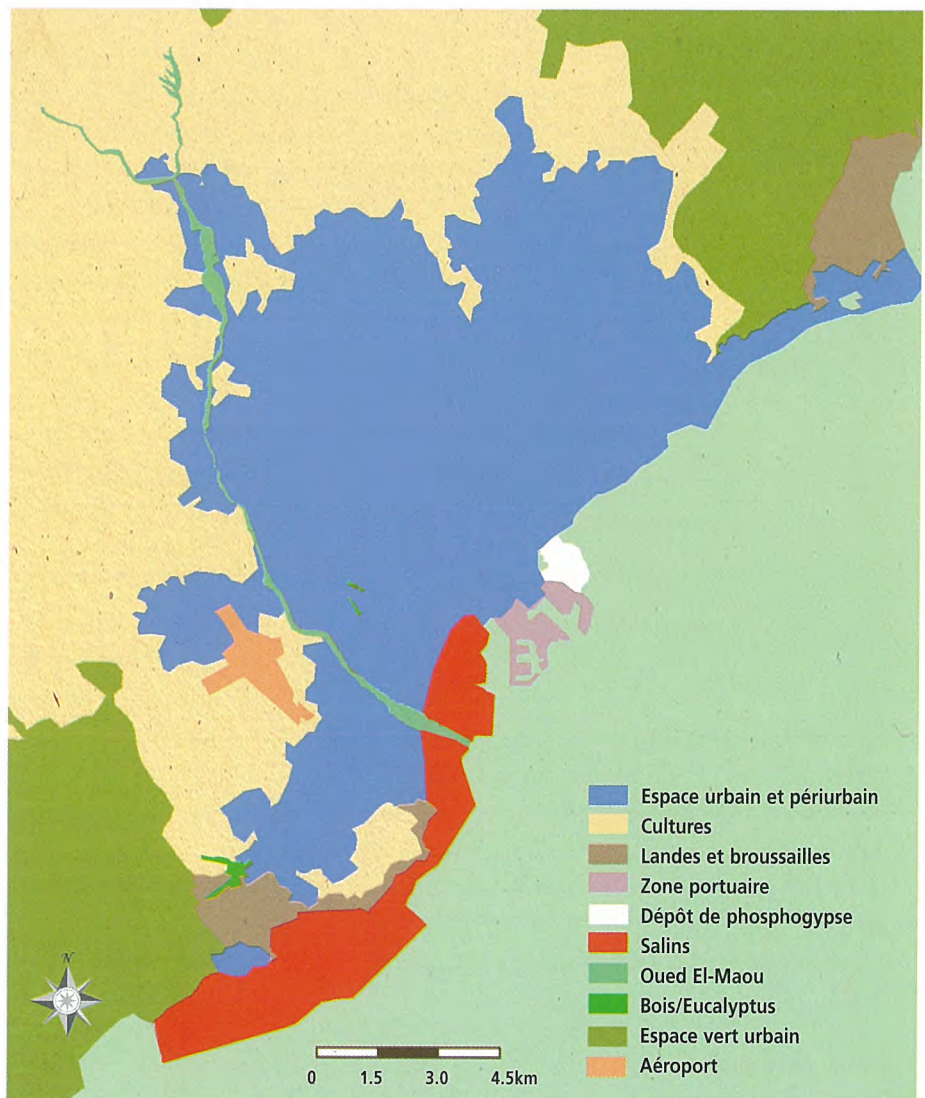 Espace urbain et périurbain
Cultures
Landes et broussailles
Zone portuaire
Dépôt de phosphogypse
Salins
Oued El-Maou
Bois/Eucalyptus
Espace vert urbain
Aéroport
N
0 1.5 3.0 4.5km